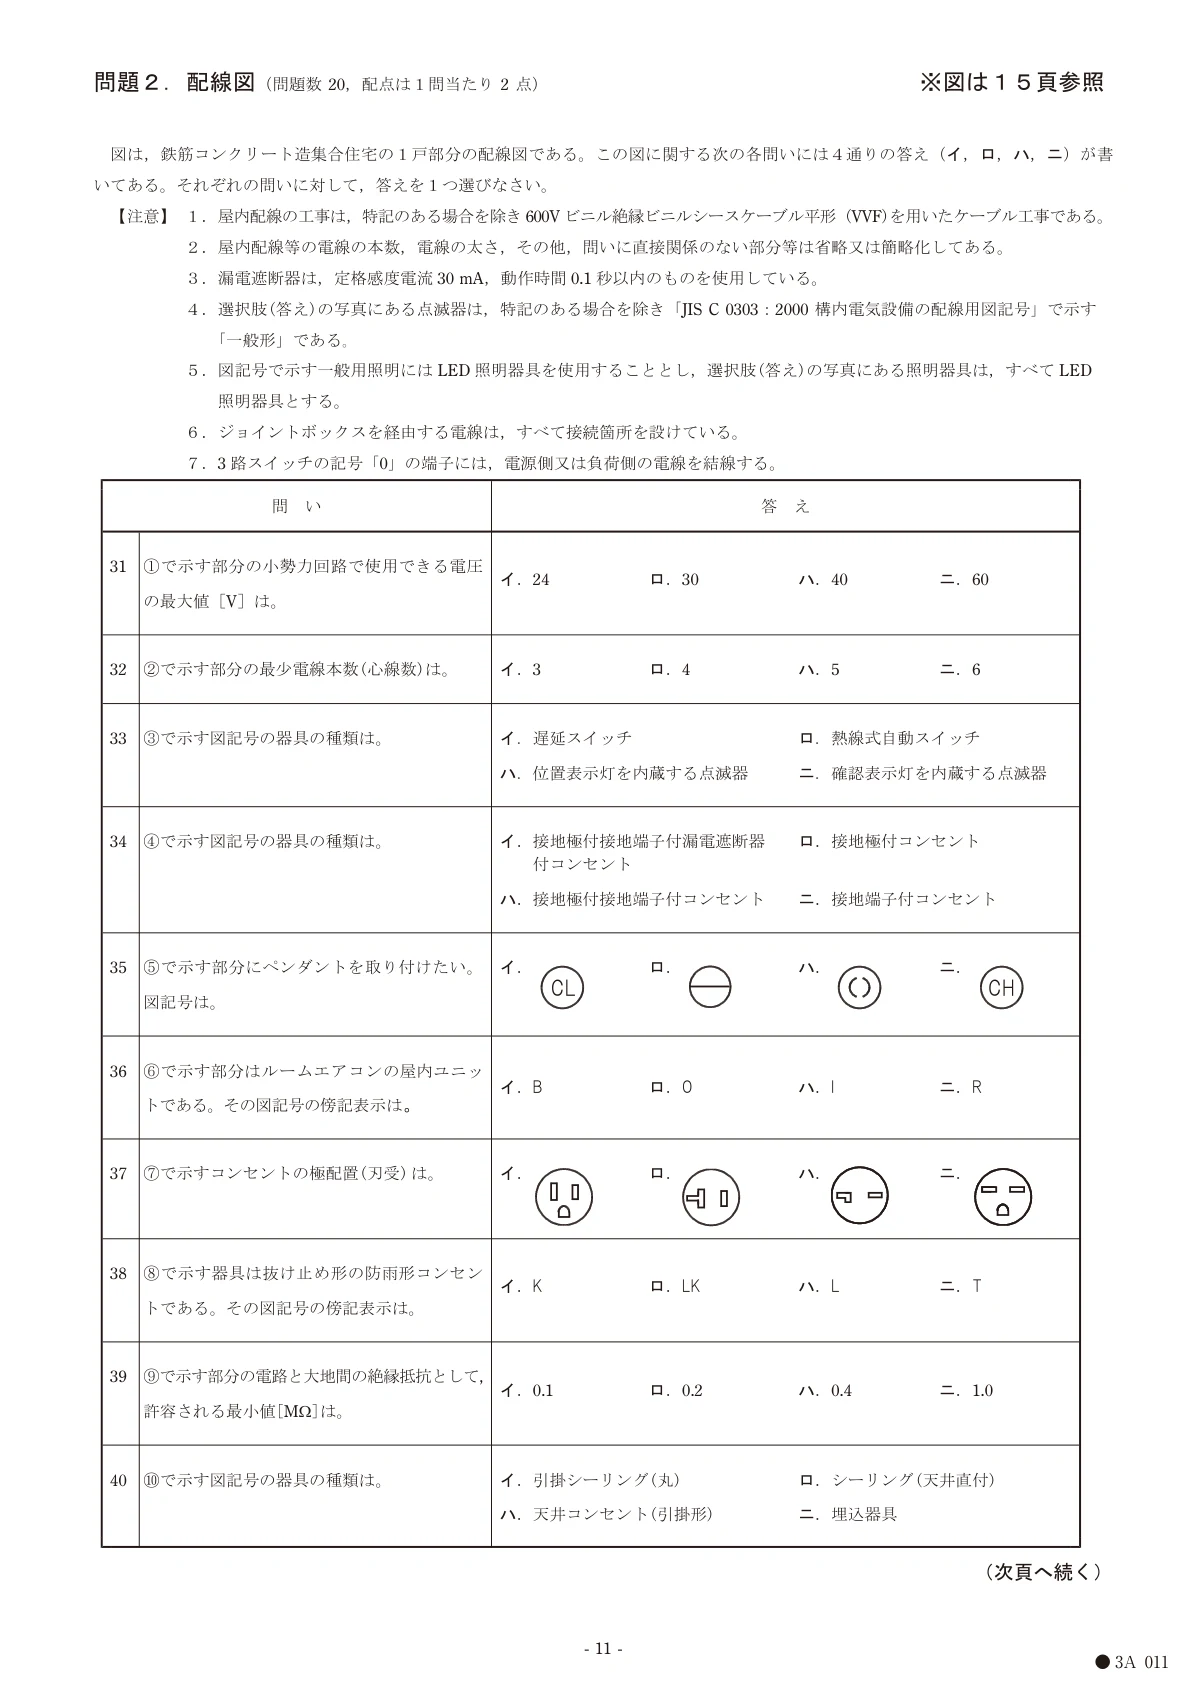 問題２．配線図（問題数 20，配点は１問当たり 2 点） ※図は１５頁参照
図は，鉄筋コンクリート造集合住宅の１戸部分の配線図である。この図に関する次の各問いには４通りの答え（イ，ロ，ハ，ニ）が書
いてある。それぞれの問いに対して，答えを１つ選びなさい。
【注意】 １．屋内配線の工事は，特記のある場合を除き 600V ビニル絶縁ビニルシースケーブル平形（VVF）を用いたケーブル工事である。
２．屋内配線等の電線の本数，電線の太さ，その他，問いに直接関係のない部分等は省略又は簡略化してある。
３．漏電遮断器は，定格感度電流 30 mA，動作時間 0.1 秒以内のものを使用している。
４．選択肢（答え）の写真にある点滅器は，特記のある場合を除き「JIS C 0303：2000 構内電気設備の配線用図記号」で示す
「一般形」である。
５．図記号で示す一般用照明には LED 照明器具を使用することとし，選択肢（答え）の写真にある照明器具は，すべて LED
照明器具とする。
６．ジョイントボックスを経由する電線は，すべて接続箇所を設けている。
７．3 路スイッチの記号「0」の端子には，電源側又は負荷側の電線を結線する。
問 い 答 え
31 ①で示す部分の小勢力回路で使用できる電圧
の最大値［V］は。
イ．24 ロ．30 ハ．40 ニ．60
32 ②で示す部分の最少電線本数（心線数）は。 イ．3 ロ．4 ハ．5 ニ．6
33 ③で示す図記号の器具の種類は。 イ．遅延スイッチ ロ．熱線式自動スイッチ
ハ．位置表示灯を内蔵する点滅器 ニ．確認表示灯を内蔵する点滅器
34 ④で示す図記号の器具の種類は。 イ．接地極付接地端子付漏電遮断器 ロ．接地極付コンセント
付コンセント
ハ．接地極付接地端子付コンセント ニ．接地端子付コンセント
35 ⑤で示す部分にペンダントを取り付けたい。 イ． ロ． ハ． ニ．
CL CH
図記号は。
36 ⑥で示す部分はルームエアコンの屋内ユニッ
イ．B ロ．O ハ．I ニ．R
トである。その図記号の傍記表示は。
37 ⑦で示すコンセントの極配置（刃受）は。 イ． ロ． ハ． ニ．
38 ⑧で示す器具は抜け止め形の防雨形コンセン
イ．K ロ．LK ハ．L ニ．T
トである。その図記号の傍記表示は。
39 ⑨で示す部分の電路と大地間の絶縁抵抗として，
イ．0.1 ロ．0.2 ハ．0.4 ニ．1.0
許容される最小値［MΩ］は。
40 ⑩で示す図記号の器具の種類は。 イ．引掛シーリング（丸） ロ．シーリング（天井直付）
ハ．天井コンセント（引掛形） ニ．埋込器具
（次頁へ続く）
- 11 -
●3A 011